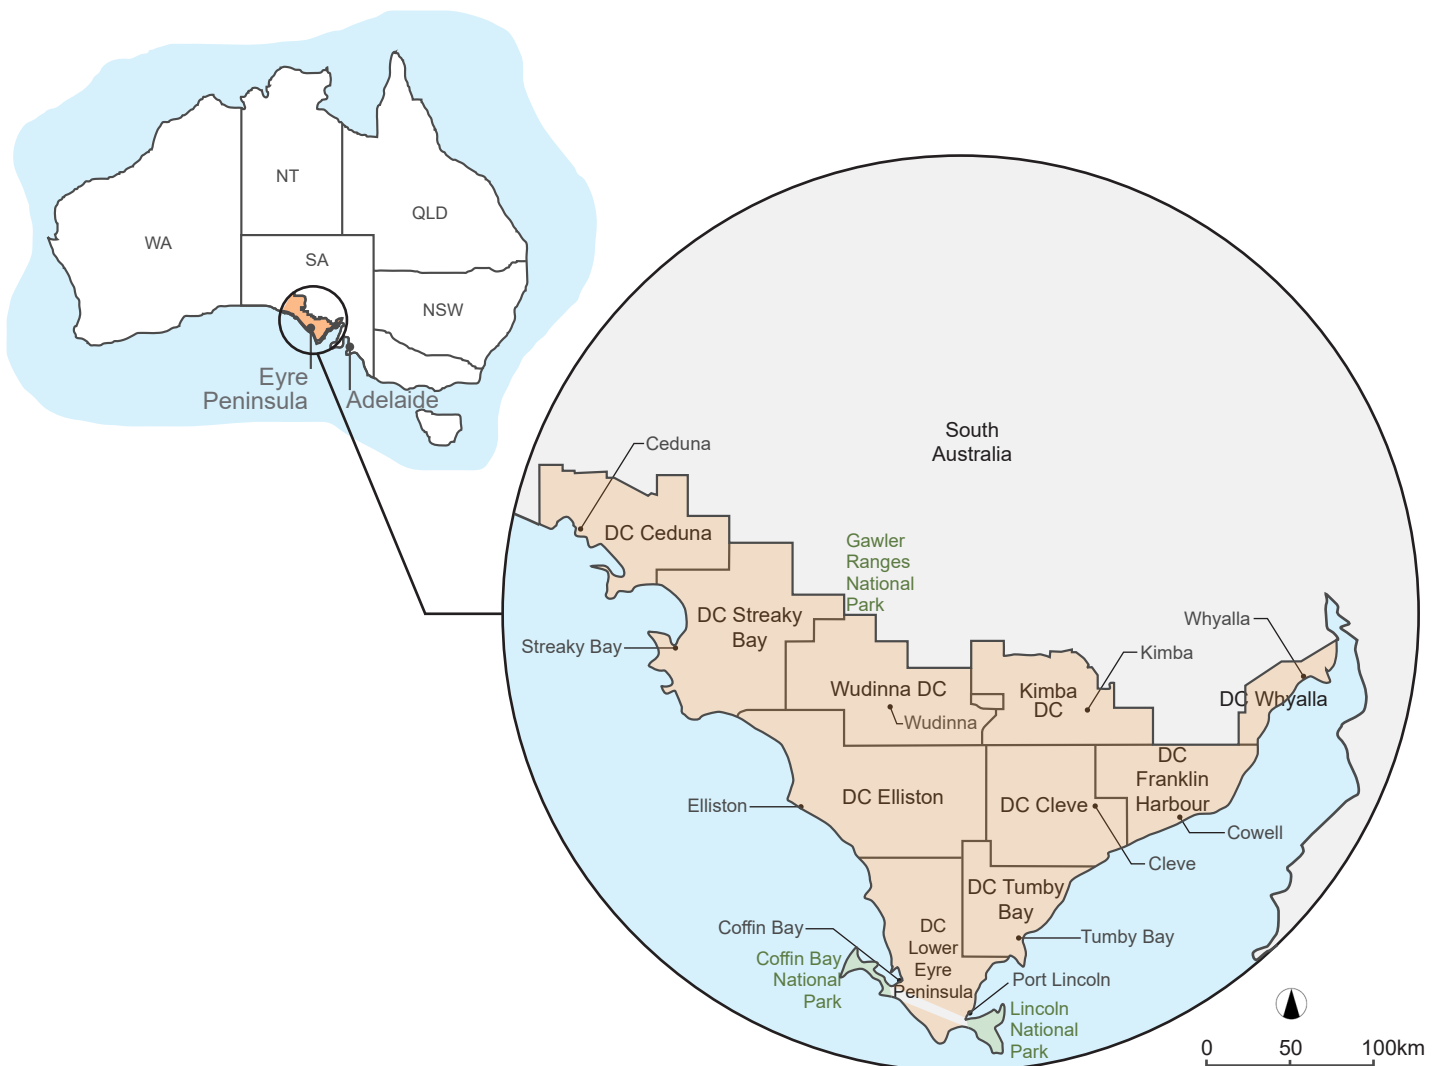 NT
QLD
WA
SA
NSW
Eyre
Peninsula
Adelaide
South
Australia
Ceduna
DC Ceduna
Gawler
Ranges
National
Park
DC Streaky
Bay
Streaky Bay
Whyalla
Kimba
Wudinna DC
Kimba
DC
DC Whyalla
Wudinna
DC
Franklin
Harbour
DC Elliston
DC Cleve
Elliston
Cowell
Cleve
DC Tumby
Bay
Coffin Bay
DC
Lower
Eyre
Peninsula
Tumby Bay
Coffin Bay
National
Park
Port Lincoln
Lincoln
National
Park
0 50 100km